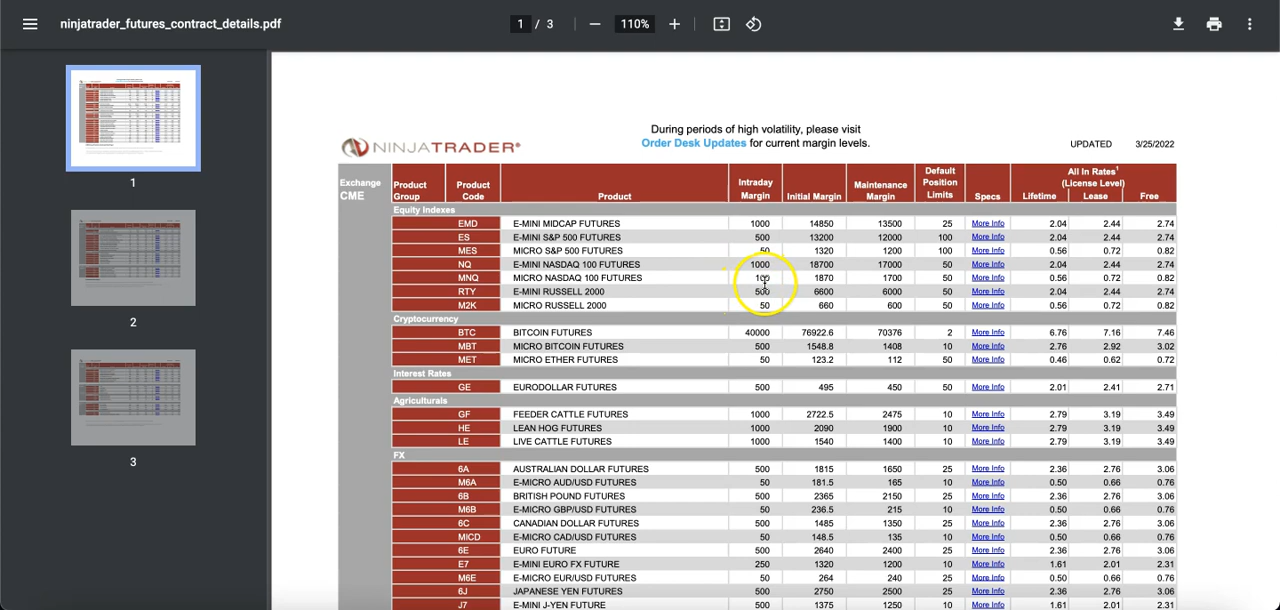 ninjatrader_futures_contract_details.pdf
1 / 3
110%
1
2
3
During periods of high volatility, please visit
Order Desk Updates for current margin levels.
NINJATRADER®
UPDATED 3/25/2022
Exchange CME Product Group Product Code Product Intraday Margin Initial Margin Maintenance Margin Default Position Limits Specs All In Rates¹ (License Level) Lifetime Lease Free
Equity Indexes
EMD E-MINI MIDCAP FUTURES 1000 14850 13500 25 More Info 2.04 2.44 2.74
ES E-MINI S&P 500 FUTURES 500 13200 12000 100 More Info 2.04 2.44 2.74
MES MICRO S&P 500 FUTURES 50 1320 1200 100 More Info 0.56 0.72 0.82
NQ E-MINI NASDAQ 100 FUTURES 1000 18700 17000 50 More Info 2.04 2.44 2.74
MNQ MICRO NASDAQ 100 FUTURES 100 1870 1700 50 More Info 0.56 0.72 0.82
RTY E-MINI RUSSELL 2000 500 6600 6000 50 More Info 2.04 2.44 2.74
M2K MICRO RUSSELL 2000 50 660 600 50 More Info 0.56 0.72 0.82
Cryptocurrency
BTC BITCOIN FUTURES 40000 76922.6 70376 2 More Info 6.76 7.16 7.46
MBT MICRO BITCOIN FUTURES 500 1548.8 1408 10 More Info 2.76 2.92 3.02
MET MICRO ETHER FUTURES 50 123.2 112 50 More Info 0.46 0.62 0.72
Interest Rates
GE EURODOLLAR FUTURES 500 495 450 50 More Info 2.01 2.41 2.71
Agriculturals
GF FEEDER CATTLE FUTURES 1000 2722.5 2475 10 More Info 2.79 3.19 3.49
HE LEAN HOG FUTURES 1000 2090 1900 10 More Info 2.79 3.19 3.49
LE LIVE CATTLE FUTURES 1000 1540 1400 10 More Info 2.79 3.19 3.49
FX
6A AUSTRALIAN DOLLAR FUTURES 500 1815 1650 25 More Info 2.36 2.76 3.06
M6A E-MICRO AUD/USD FUTURES 50 181.5 165 10 More Info 0.50 0.66 0.76
6B BRITISH POUND FUTURES 500 2365 2150 25 More Info 2.36 2.76 3.06
M6B E-MICRO GBP/USD FUTURES 50 236.5 215 10 More Info 0.50 0.66 0.76
6C CANADIAN DOLLAR FUTURES 500 1485 1350 25 More Info 2.36 2.76 3.06
MICD E-MICRO CAD/USD FUTURES 50 148.5 135 10 More Info 0.50 0.66 0.76
6E EURO FUTURE 500 2640 2400 25 More Info 2.36 2.76 3.06
E7 E-MINI EURO FX FUTURE 250 1320 1200 10 More Info 1.61 2.01 2.31
M6E E-MICRO EUR/USD FUTURES 50 264 240 25 More Info 0.50 0.66 0.76
6J JAPANESE YEN FUTURES 500 2750 2500 25 More Info 2.36 2.76 3.06
J7 E-MINI J-YEN FUTURE 500 1375 1250 10 More Info 1.61 2.01 2.31